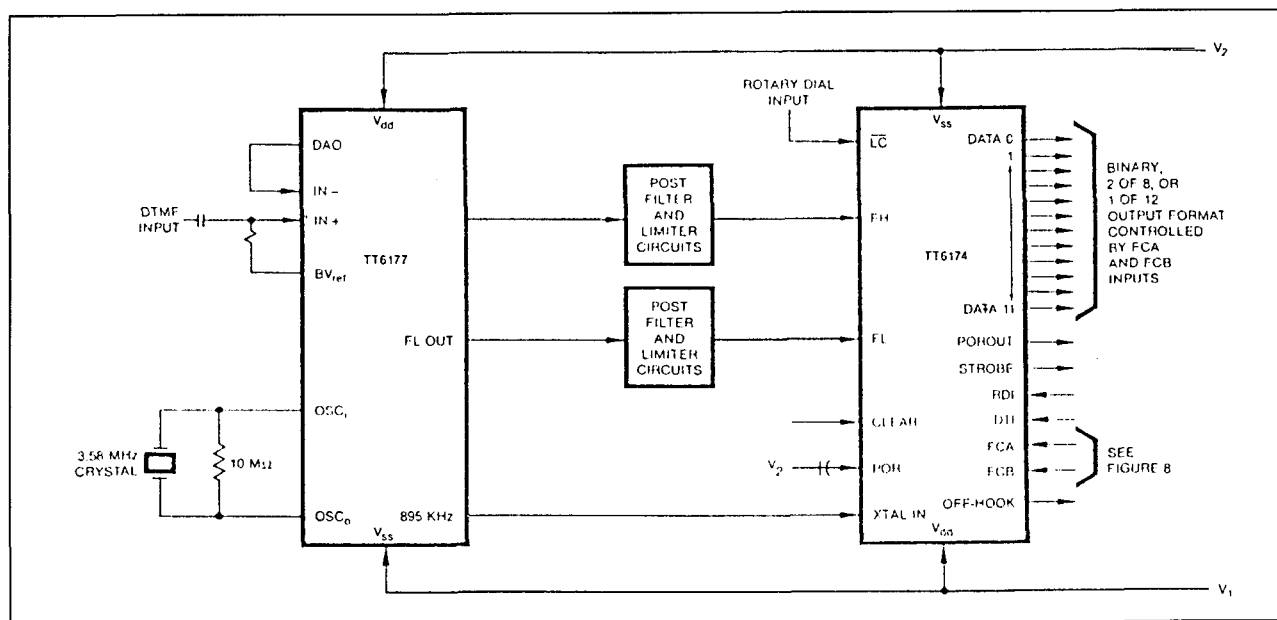 V2
ROTARY DIAL
INPUT
Vdd
Vss
DAO
LC
DATA 0
1
BINARY,
2 OF 8, OR
1 OF 12
OUTPUT FORMAT
CONTROLLED
BY FCA
AND FCB
INPUTS
IN -
POST
FILTER
AND
LIMITER
CIRCUITS
DTMF
INPUT
IN +
FH
TT6177
TT6174
BVref
POST
FILTER
AND
LIMITER
CIRCUITS
DATA 11
FL OUT
FL
POROUT
STROBE
RDI
OSCi
CLEAR
DTI
FCA
SEE
FIGURE 8
3.58 MHz
CRYSTAL
10 MΩ
V2
POR
FCB
OFF-HOOK
OSCo
895 KHz
XTAL IN
Vss
Vdd
V1